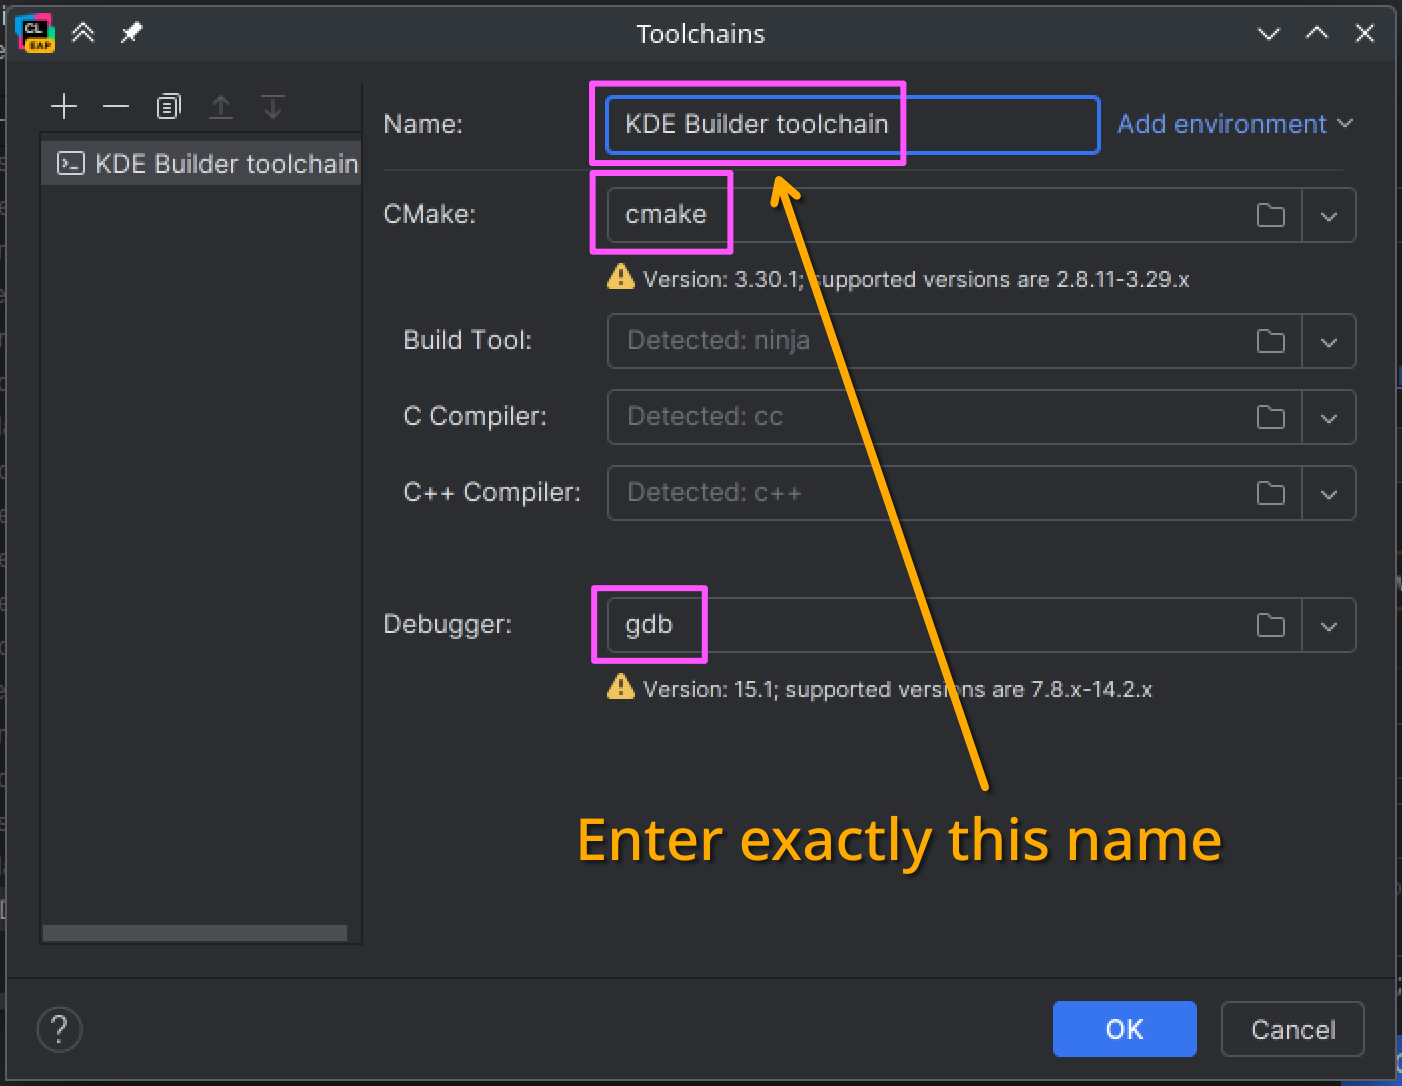 CL
EAP
Toolchains
KDE Builder toolchain
Name:
KDE Builder toolchain
Add environment
CMake:
cmake
Version: 3.30.1; supported versions are 2.8.11-3.29.x
Build Tool:
Detected: ninja
C Compiler:
Detected: cc
C++ Compiler:
Detected: c++
Debugger:
gdb
Version: 15.1; supported versions are 7.8.x-14.2.x
Enter exactly this name
?
OK
Cancel